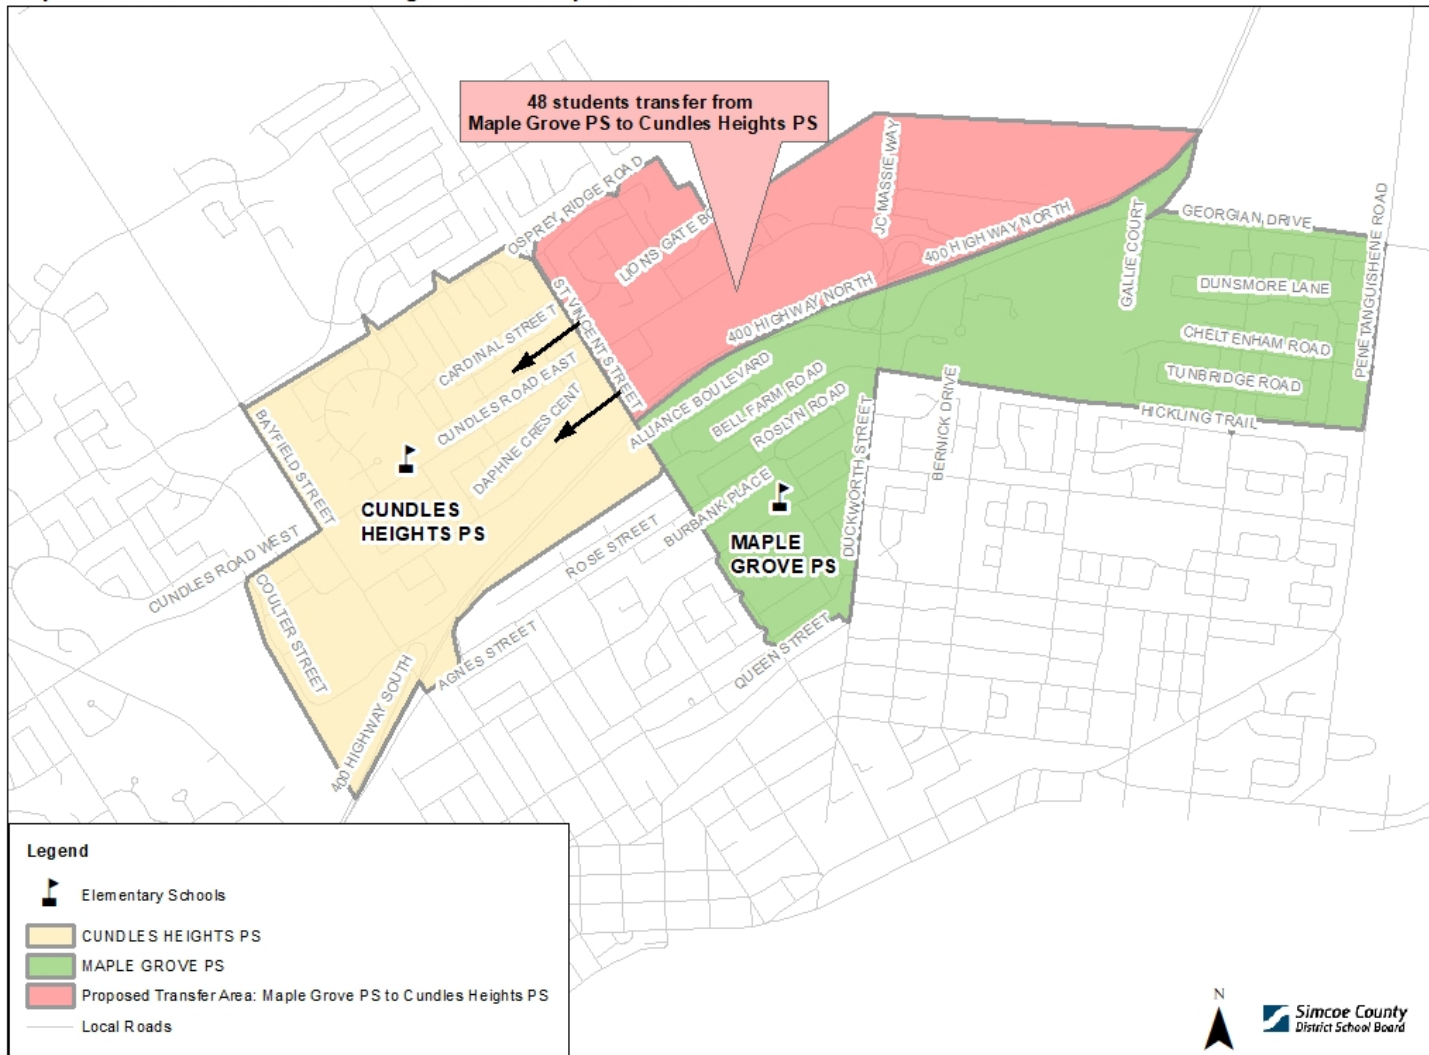 48 students transfer from
Maple Grove PS to Cundles Heights PS
OSPREY RIDGE ROAD
LIONS GATE
JC MASSIE WAY
400 HIGHWAY NORTH
GALLIE COURT
GEORGIAN DRIVE
PENETANGUISHENE ROAD
DUNSMORE LANE
CHELTENHAM ROAD
TUNBRIDGE ROAD
HICKLING TRAIL
ST VINCENT STREET
400 HIGHWAY NORTH
CARDINAL STREET
CUNDLES ROAD EAST
DAPHNE CRESCENT
ALLIANCE BOULEVARD
BELL FARM ROAD
ROSLYN ROAD
DUCKWORTH STREET
BERNICK DRIVE
BAYFIELD STREET
CUNDLES
HEIGHTS PS
BURBANK PLACE
MAPLE
GROVE PS
ROSE STREET
CUNDLES ROAD WEST
COULTER STREET
AGNES STREET
QUEEN STREET
400 HIGHWAY SOUTH
Legend
Elementary Schools
CUNDLES HEIGHTS PS
MAPLE GROVE PS
Proposed Transfer Area: Maple Grove PS to Cundles Heights PS
Local Roads
N
Simcoe County
District School Board